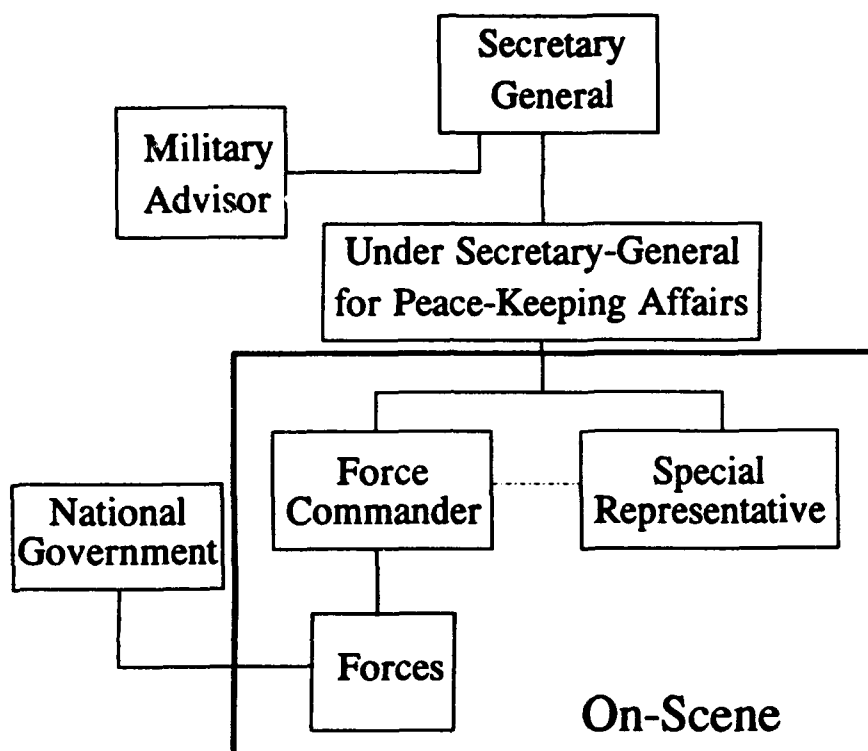 Secretary
General
Military
Advisor
Under Secretary-General
for Peace-Keeping Affairs
Force
Commander
Special
Representative
National
Government
Forces
On-Scene